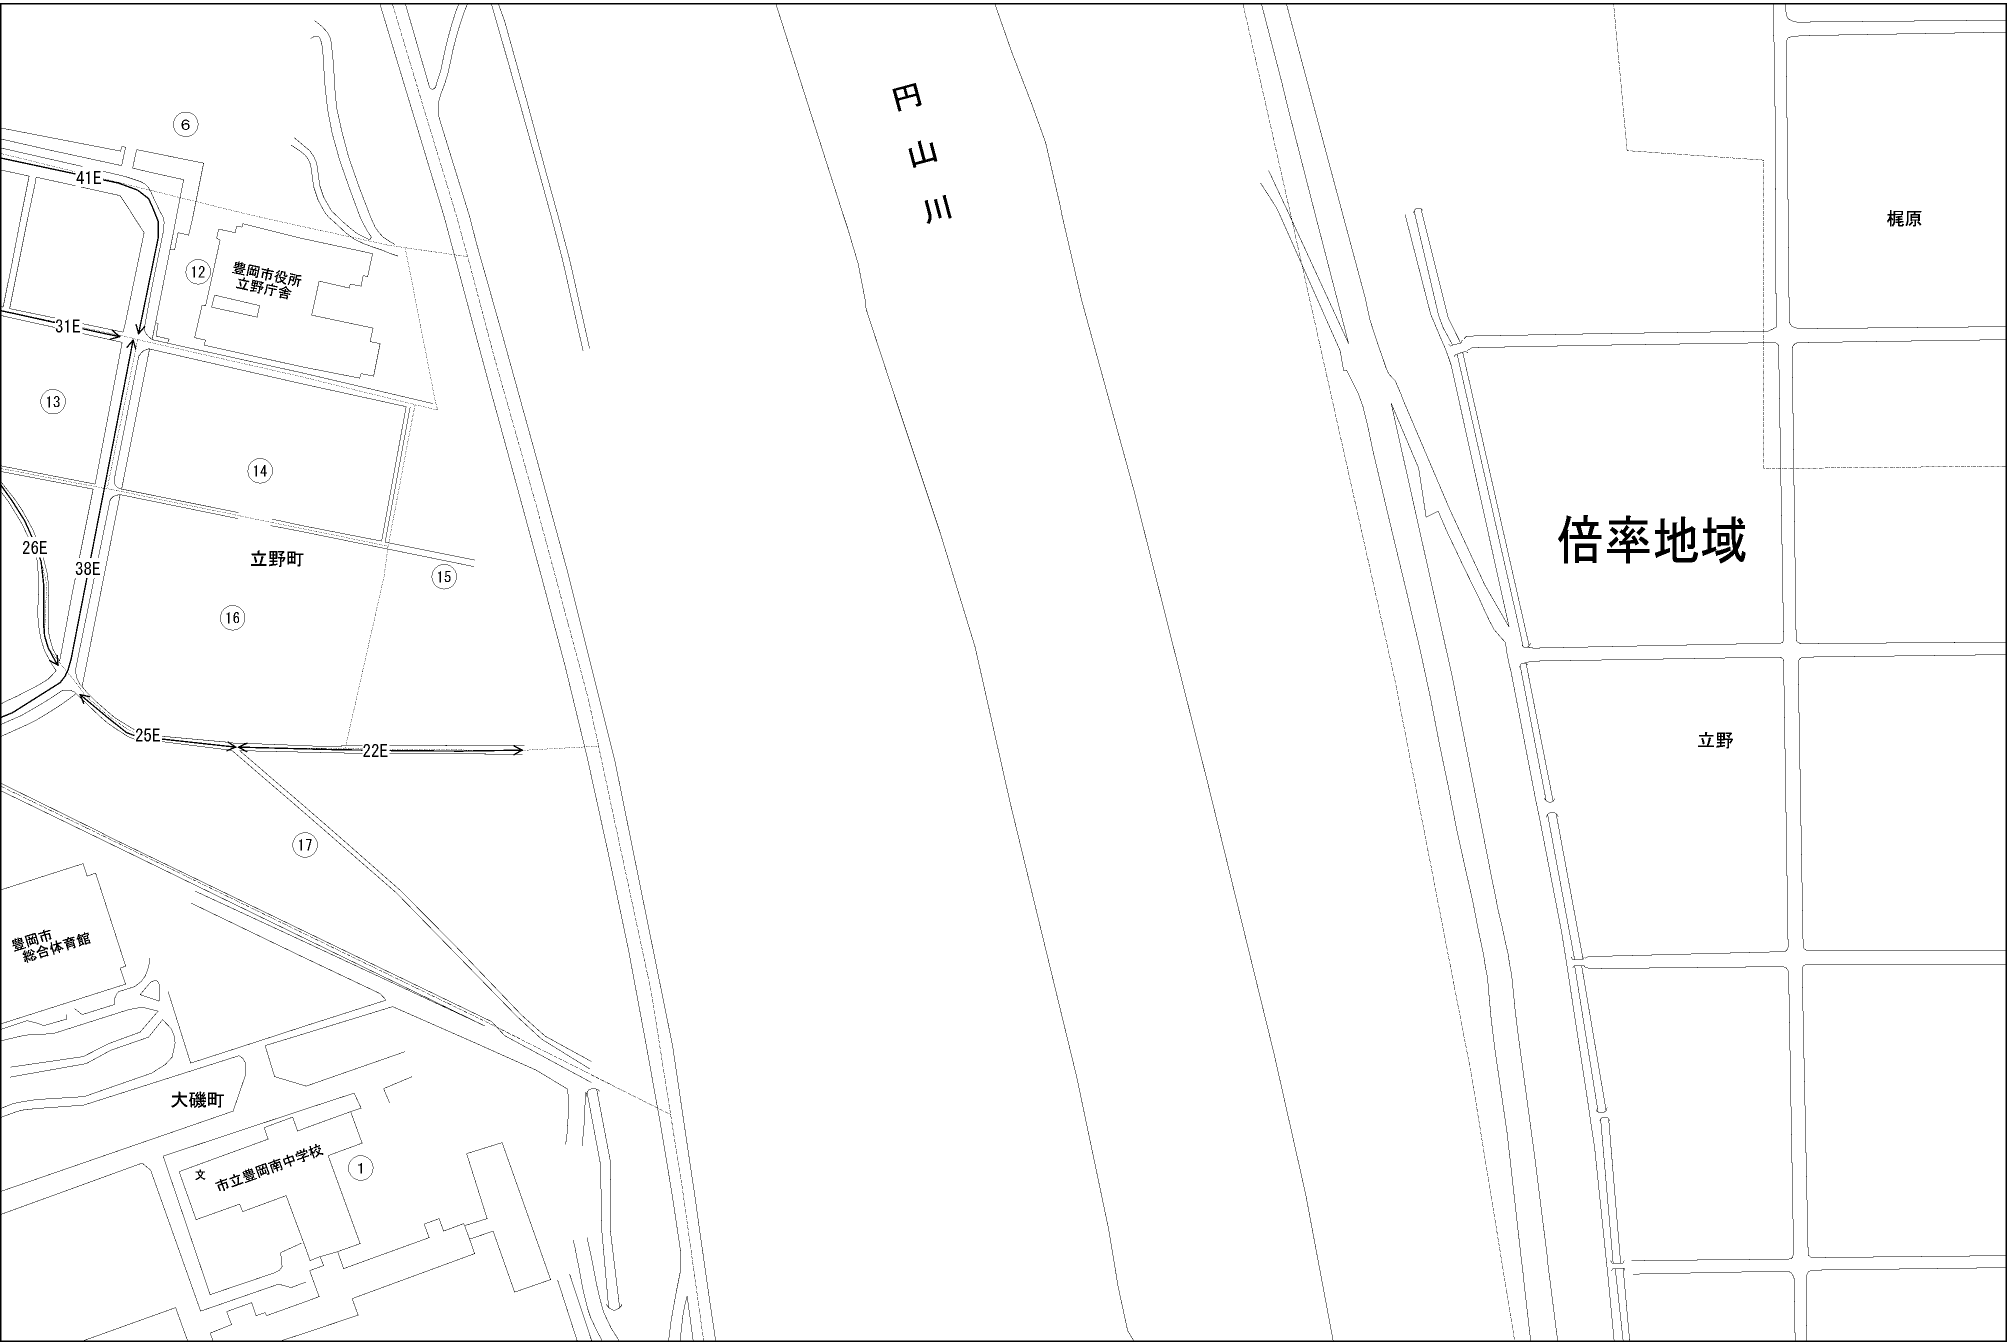 円山川
6
41E
梶原
12
豊岡市役所
立野庁舎
31E
13
14
倍率地域
26E
立野町
38E
15
16
立野
25E
22E
17
豊岡市
総合体育館
大磯町
文
市立豊岡南中学校
1